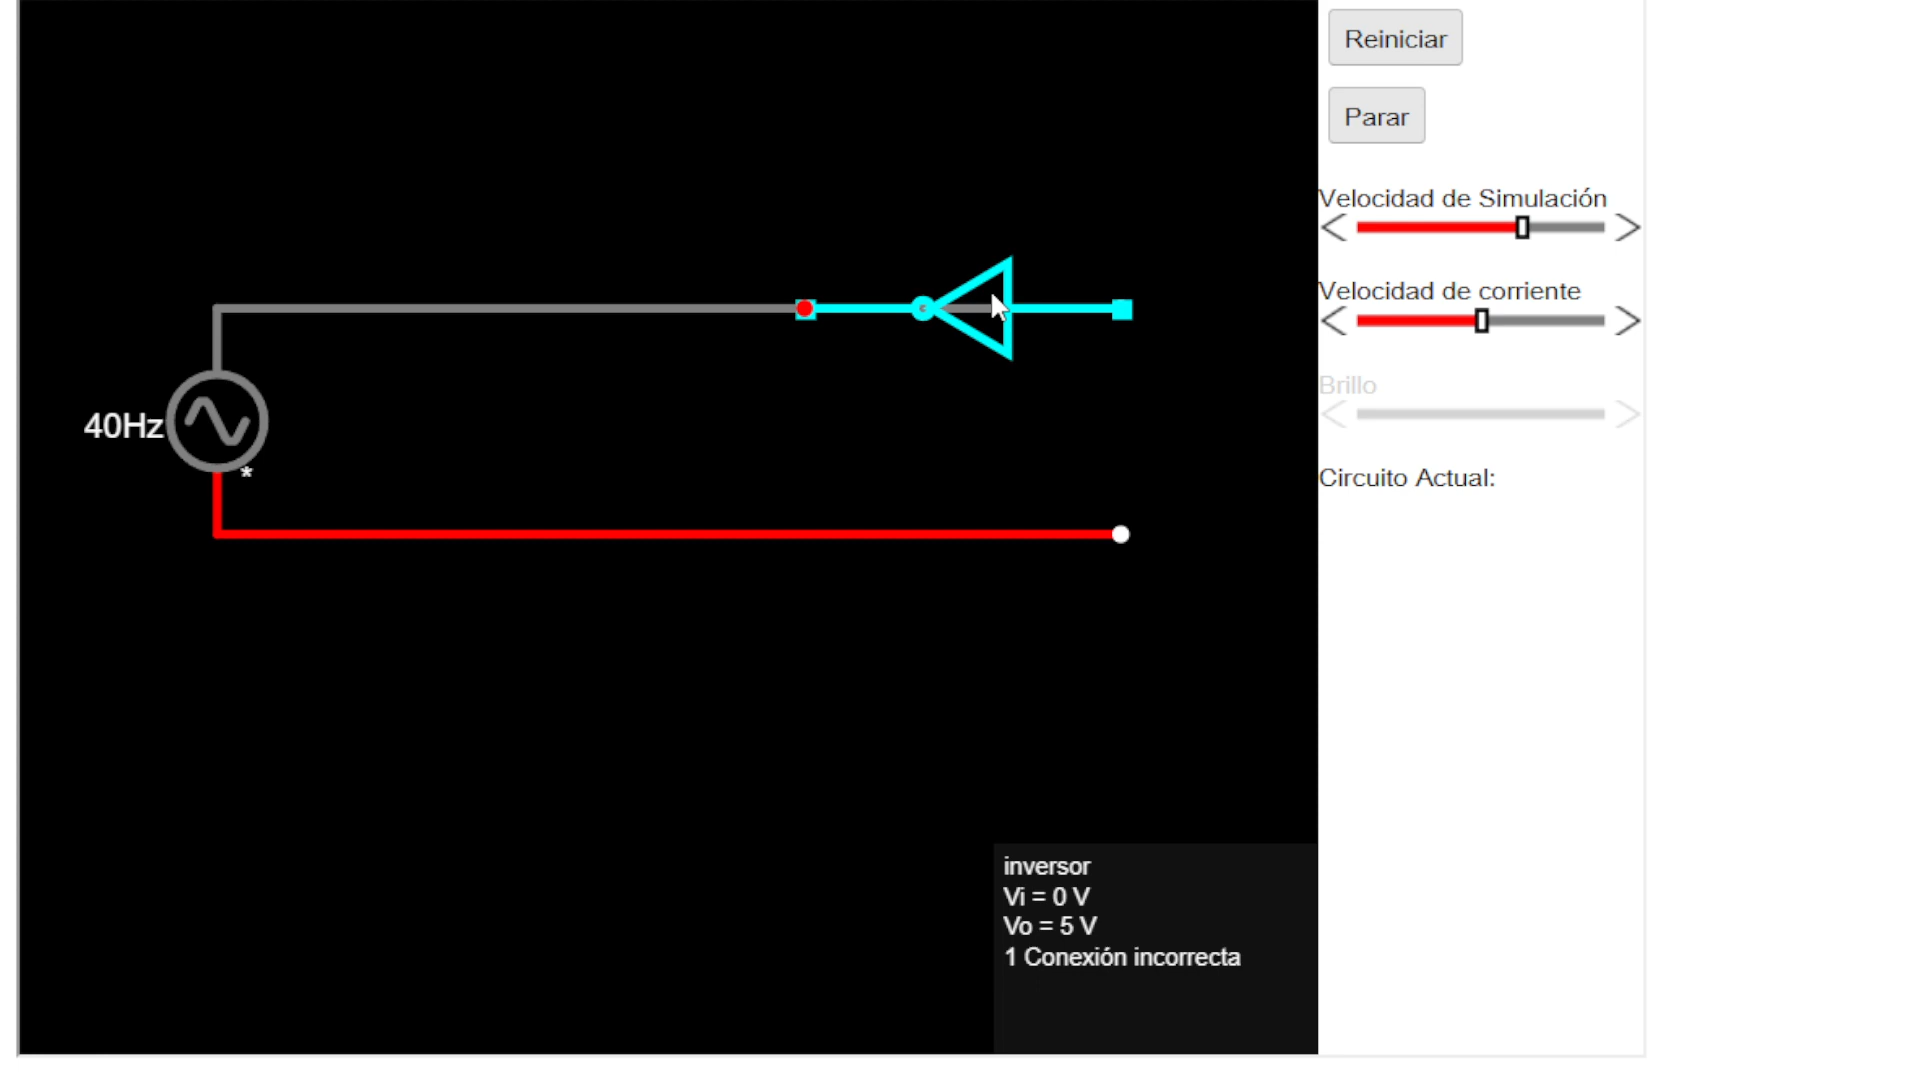 Reiniciar
Parar
Velocidad de Simulación
Velocidad de corriente
Brillo
Circuito Actual:
40Hz
*
inversor
Vi = 0 V
Vo = 5 V
1 Conexión incorrecta